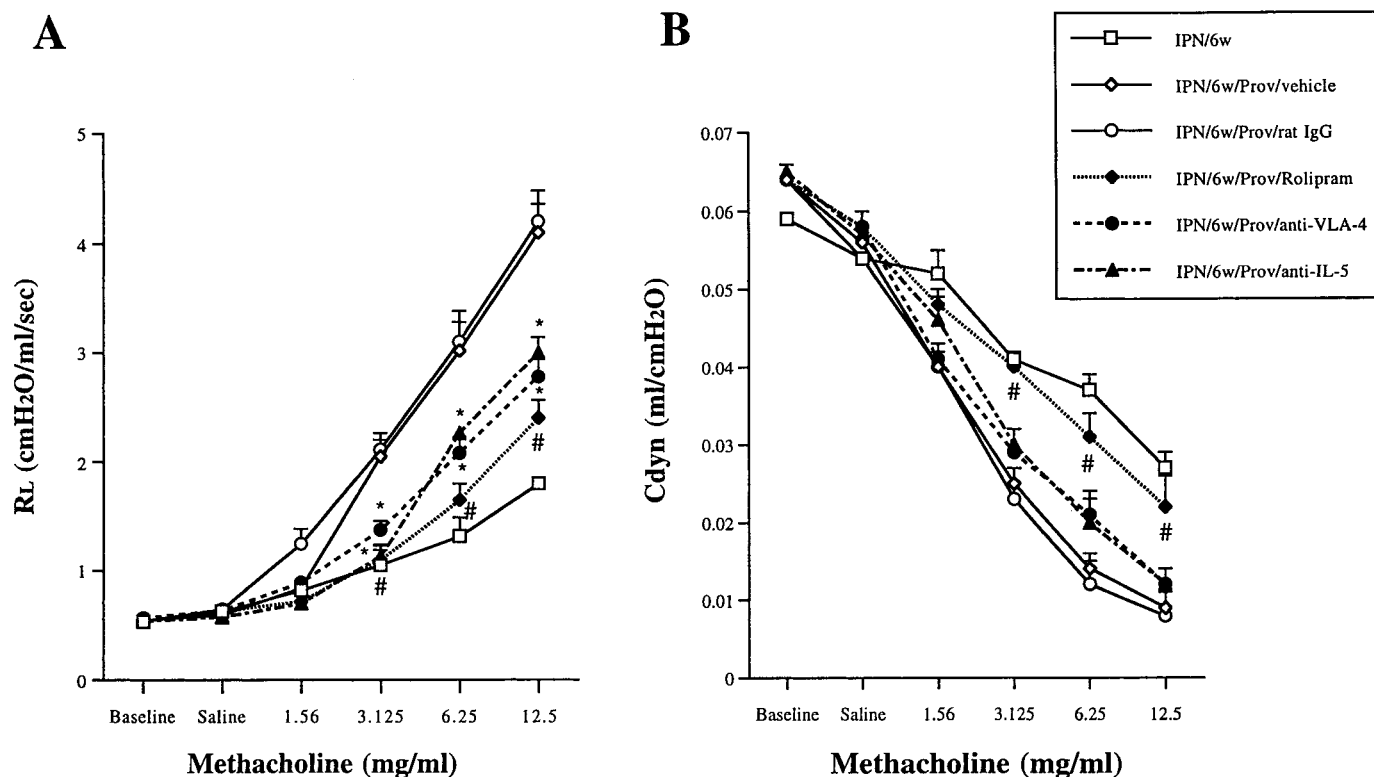 A
B
IPN/6w
IPN/6w/Prov/vehicle
IPN/6w/Prov/rat IgG
IPN/6w/Prov/Rolipram
IPN/6w/Prov/anti-VLA-4
IPN/6w/Prov/anti-IL-5
RL (cmH2O/ml/sec)
5
4
3
2
1
0
* * #
* * #
* * #
Baseline Saline 1.56 3.125 6.25 12.5
Methacholine (mg/ml)
Cdyn (ml/cmH2O)
0.07
0.06
0.05
0.04
0.03
0.02
0.01
0
# # #
Baseline Saline 1.56 3.125 6.25 12.5
Methacholine (mg/ml)